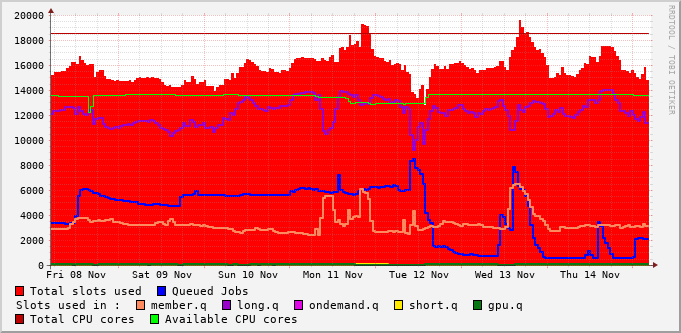 20000
18000
16000
14000
12000
10000
8000
6000
4000
2000
0
Fri 08 Nov Sat 09 Nov Sun 10 Nov Mon 11 Nov Tue 12 Nov Wed 13 Nov Thu 14 Nov
Total slots used Queued Jobs
Slots used in : member.q long.q ondemand.q short.q gpu.q
Total CPU cores Available CPU cores
RRDTOOL / TOBI OETIKER